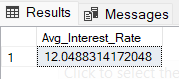 Results Messages
Avg_Interest_Rate
1 12.0488314172048